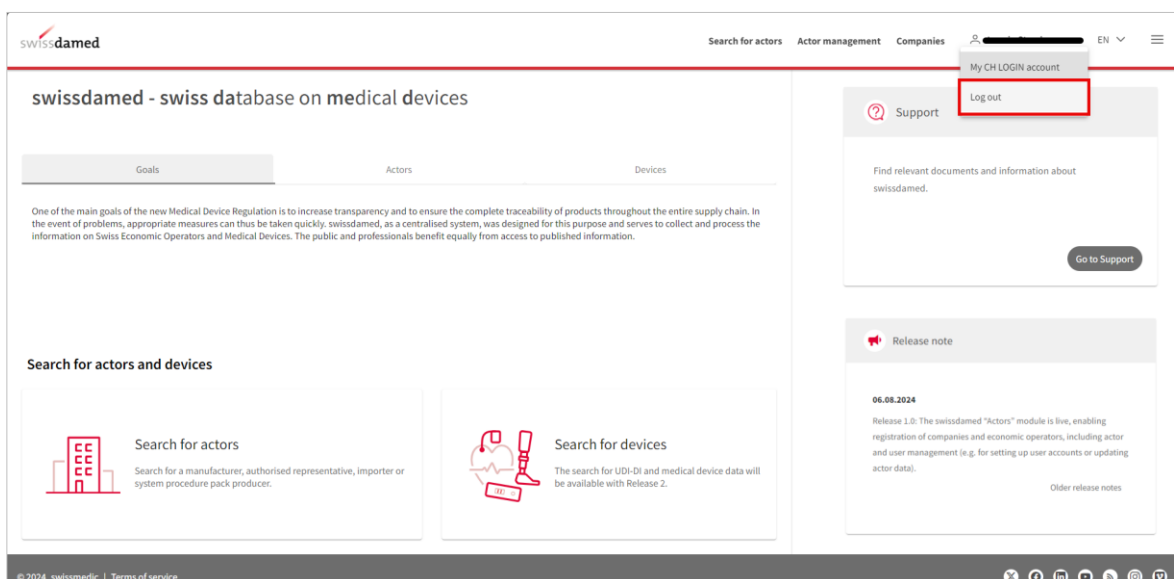 swissdamed
Search for actors Actor management Companies EN
My CH LOGIN account
Log out
swissdamed - swiss database on medical devices
Goals Actors Devices
One of the main goals of the new Medical Device Regulation is to increase transparency and to ensure the complete traceability of products throughout the entire supply chain. In
the event of problems, appropriate measures can thus be taken quickly. swissdamed, as a centralised system, was designed for this purpose and serves to collect and process the
information on Swiss Economic Operators and Medical Devices. The public and professionals benefit equally from access to published information.
Support
Find relevant documents and information about
swissdamed.
Go to Support
Search for actors and devices
Search for actors
Search for a manufacturer, authorised representative, importer or
system procedure pack producer.
Search for devices
The search for UDI-DI and medical device data will
be available with Release 2.
Release note
06.08.2024
Release 1.0: The swissdamed "Actors" module is live, enabling
registration of companies and economic operators, including actor
and user management (e.g. for setting up user accounts or updating
actor data).
Older release notes
© 2024 swissmedic | Terms of service